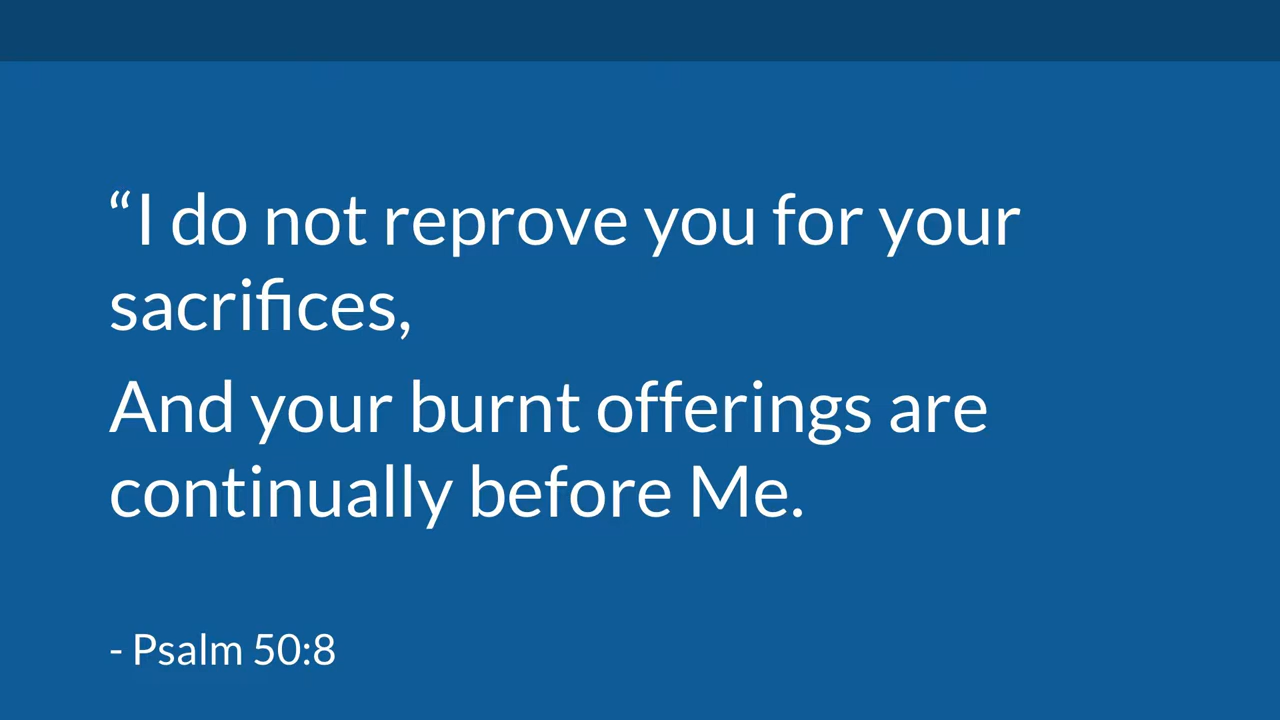 “I do not reprove you for your
sacrifices,
And your burnt offerings are
continually before Me.
- Psalm 50:8